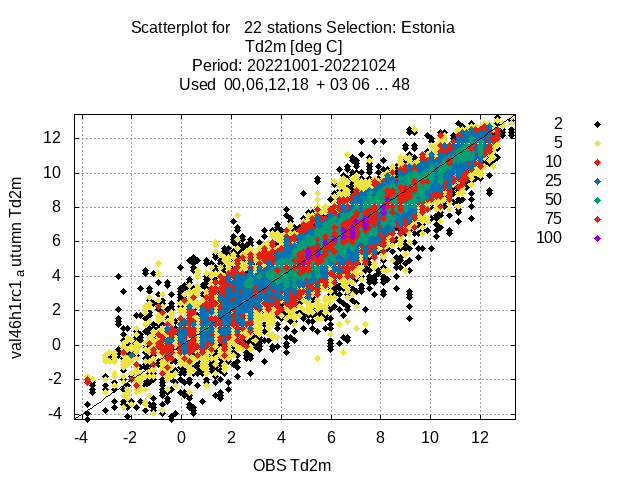 Scatterplot for 22 stations Selection: Estonia
Td2m [deg C]
Period: 20221001-20221024
Used 00,06,12,18 + 03 06 ... 48
val46h1rc1 a utumn Td2m
12
10
8
6
4
2
0
-2
-4
-4 -2 0 2 4 6 8 10 12
OBS Td2m
2
5
10
25
50
75
100